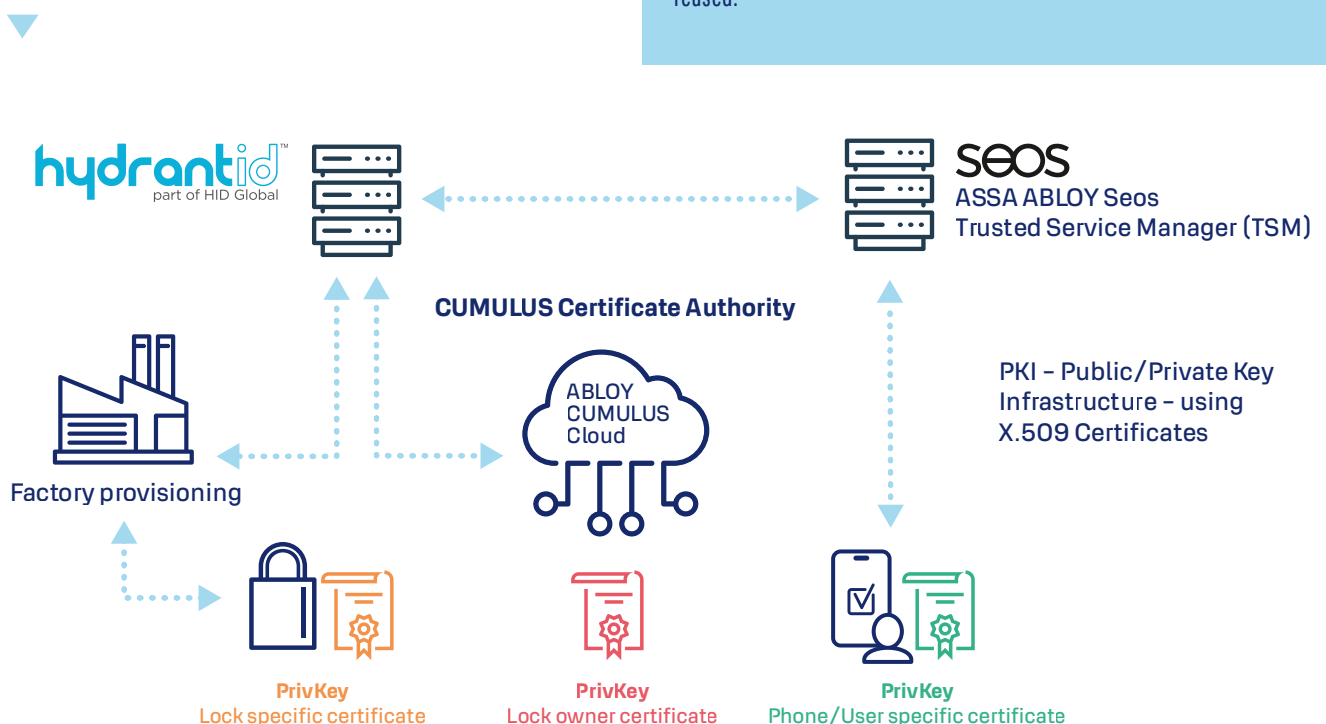 reused.
hydrantid™
part of HID Global
seos
ASSA ABLOY Seos
Trusted Service Manager (TSM)
CUMULUS Certificate Authority
ABLOY
CUMULUS
Cloud
PKI – Public/Private Key
Infrastructure – using
X.509 Certificates
Factory provisioning
PrivKey
Lock specific certificate
PrivKey
Lock owner certificate
PrivKey
Phone/User specific certificate